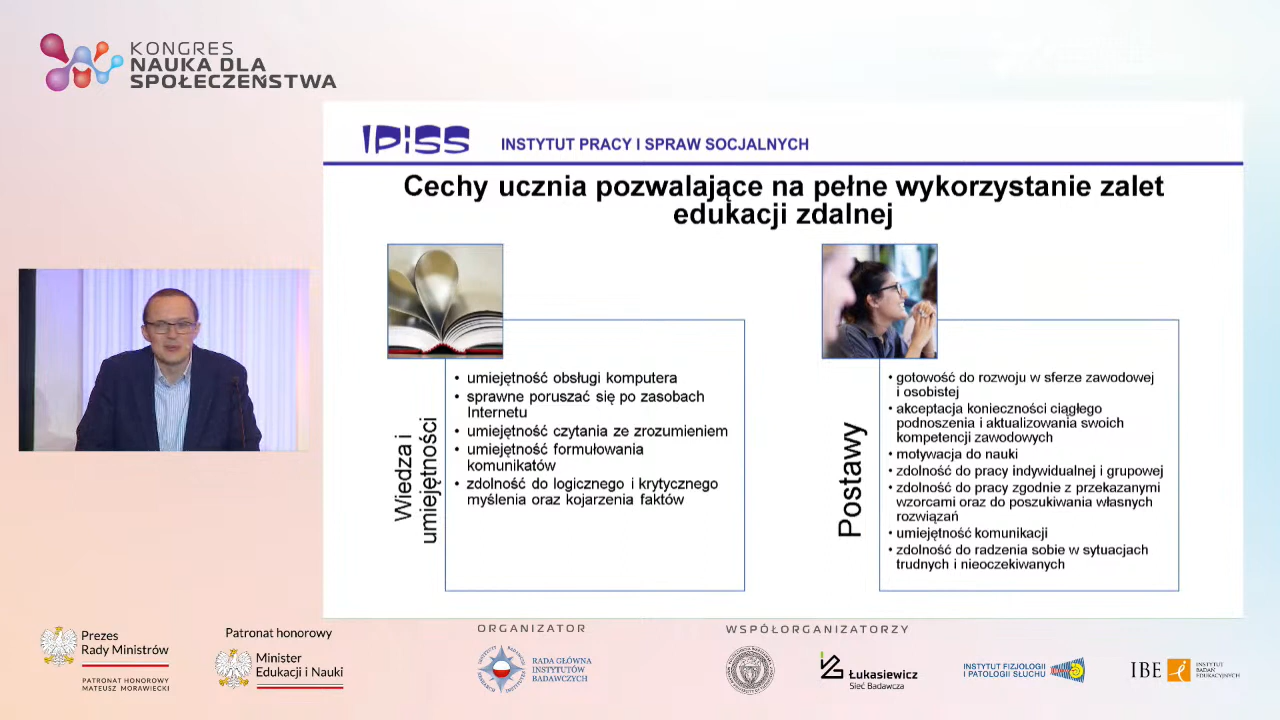 KONGRES
NAUKA DLA
SPOŁECZEŃSTWA
IPiSS
INSTYTUT PRACY I SPRAW SOCJALNYCH
Cechy ucznia pozwalające na pełne wykorzystanie zalet
edukacji zdalnej
Wiedza i
umiejętności
• umiejętność obsługi komputera
• sprawne poruszać się po zasobach
Internetu
• umiejętność czytania ze zrozumieniem
• umiejętność formułowania
komunikatów
• zdolność do logicznego i krytycznego
myślenia oraz kojarzenia faktów
Postawy
• gotowość do rozwoju w sferze zawodowej
i osobistej
• akceptacja konieczności ciągłego
podnoszenia i aktualizowania swoich
kompetencji zawodowych
• motywacja do nauki
• zdolność do pracy indywidualnej i grupowej
• zdolność do pracy zgodnie z przekazanymi
wzorcami oraz do poszukiwania własnych
rozwiązań
• umiejętność komunikacji
• zdolność do radzenia sobie w sytuacjach
trudnych i nieoczekiwanych
Prezes
Rady Ministrów
PATRONAT HONOROWY
MATEUSZ MORAWIECKI
Patronat honorowy
Minister
Edukacji i Nauki
ORGANIZATOR
RADA GŁÓWNA
INSTYTUTÓW
BADAWCZYCH
WSPÓŁORGANIZATORZY
Łukasiewicz
Sieć Badawcza
INSTYTUT FIZJOLOGII
I PATOLOGII SŁUCHU
IBE
INSTYTUT
BADAŃ
EDUKACYJNYCH